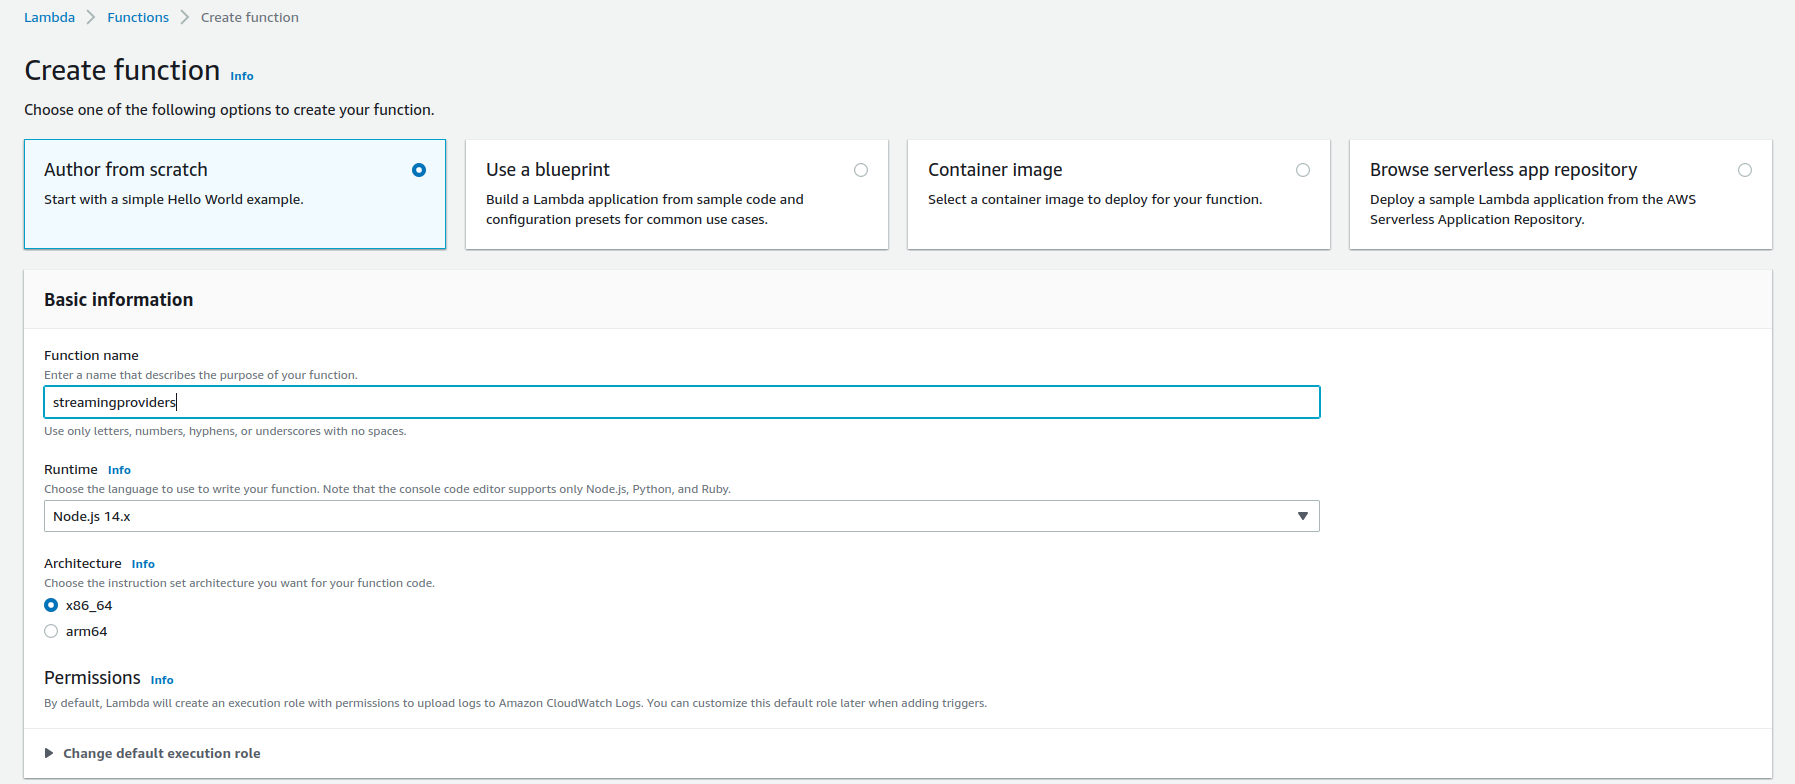 Lambda > Functions > Create function
Create function Info
Choose one of the following options to create your function.
Author from scratch
Start with a simple Hello World example.
Use a blueprint
Build a Lambda application from sample code and
configuration presets for common use cases.
Container image
Select a container image to deploy for your function.
Browse serverless app repository
Deploy a sample Lambda application from the AWS
Serverless Application Repository.
Basic information
Function name
Enter a name that describes the purpose of your function.
streamingproviders
Use only letters, numbers, hyphens, or underscores with no spaces.
Runtime Info
Choose the language to use to write your function. Note that the console code editor supports only Node.js, Python, and Ruby.
Node.js 14.x
Architecture Info
Choose the instruction set architecture you want for your function code.
x86_64
arm64
Permissions Info
By default, Lambda will create an execution role with permissions to upload logs to Amazon CloudWatch Logs. You can customize this default role later when adding triggers.
Change default execution role